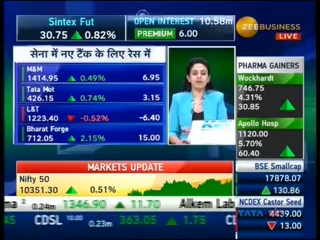 Sintex Fut
30.75 ▲ 0.82%
OPEN INTEREST 10.58m
PREMIUM 6.00
ZEE BUSINESS
LIVE
सेना में नए टैंक के लिए रेस में
M&M
1414.95 ▲ 0.49% 6.95
Tata Mot
426.15 ▲ 0.74% 3.15
L&T
1223.40 ▼ -0.52% -6.40
Bharat Forge
712.05 ▲ 2.15% 15.00
PHARMA GAINERS
Wockhardt
746.75
4.31%
30.85 ▲
Apollo Hosp
1120.00
5.70%
60.40 ▲
MARKETS UPDATE
Nifty 50
10351.30 ▲ 0.51%
BSE Smallcap
17878.01
▲ 130.86
NCDEX Castor Seed
4439.00
▼ 13.00
1346.90 ▲ 11.70 Alkem Lab
CDSL 363.05 ▲ 1.75 CD